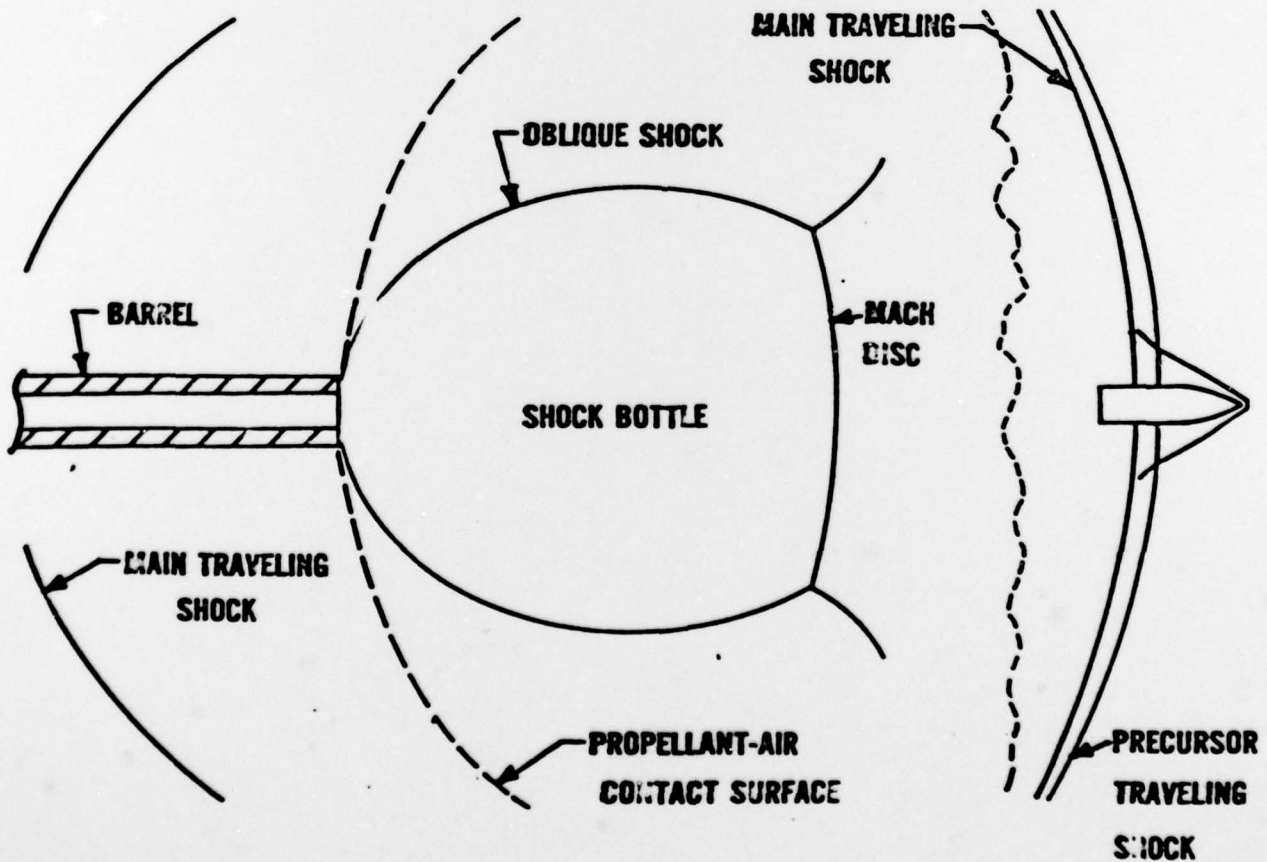 MAIN TRAVELING
SHOCK
OBLIQUE SHOCK
BARREL
MACH
DISC
SHOCK BOTTLE
MAIN TRAVELING
SHOCK
PROPELLANT-AIR
CONTACT SURFACE
PRECURSOR
TRAVELING
SHOCK